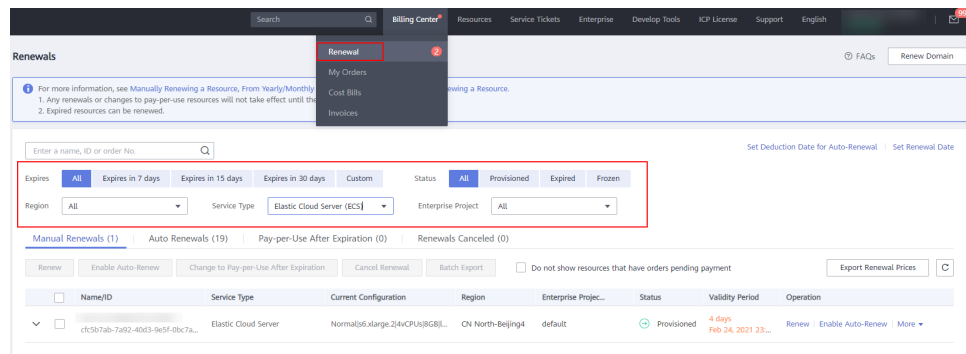 Search Billing Center Resources Service Tickets Enterprise Develop Tools ICP License Support English 99
Renewals
Renewal 2
My Orders
Cost Bills
Invoices
FAQs Renew Domain
For more information, see Manually Renewing a Resource, From Yearly/Monthly ewing a Resource.
1. Any renewals or changes to pay-per-use resources will not take effect until the
2. Expired resources can be renewed.
Enter a name, ID or order No. Set Deduction Date for Auto-Renewal Set Renewal Date
Expires All Expires in 7 days Expires in 15 days Expires in 30 days Custom Status All Provisioned Expired Frozen
Region All Service Type Elastic Cloud Server (ECS) Enterprise Project All
Manual Renewals (1) Auto Renewals (19) Pay-per-Use After Expiration (0) Renewals Canceled (0)
Renew Enable Auto-Renew Change to Pay-per-Use After Expiration Cancel Renewal Batch Export Do not show resources that have orders pending payment Export Renewal Prices C
Name/ID Service Type Current Configuration Region Enterprise Projec... Status Validity Period Operation
cfc5b7ab-7a92-40d3-9e5f-0bc7a... Elastic Cloud Server Normal|s6.xlarge.2|4vCPUs|8GB|l... CN North-Beijing4 default Provisioned 4 days Feb 24, 2021 23:... Renew Enable Auto-Renew More